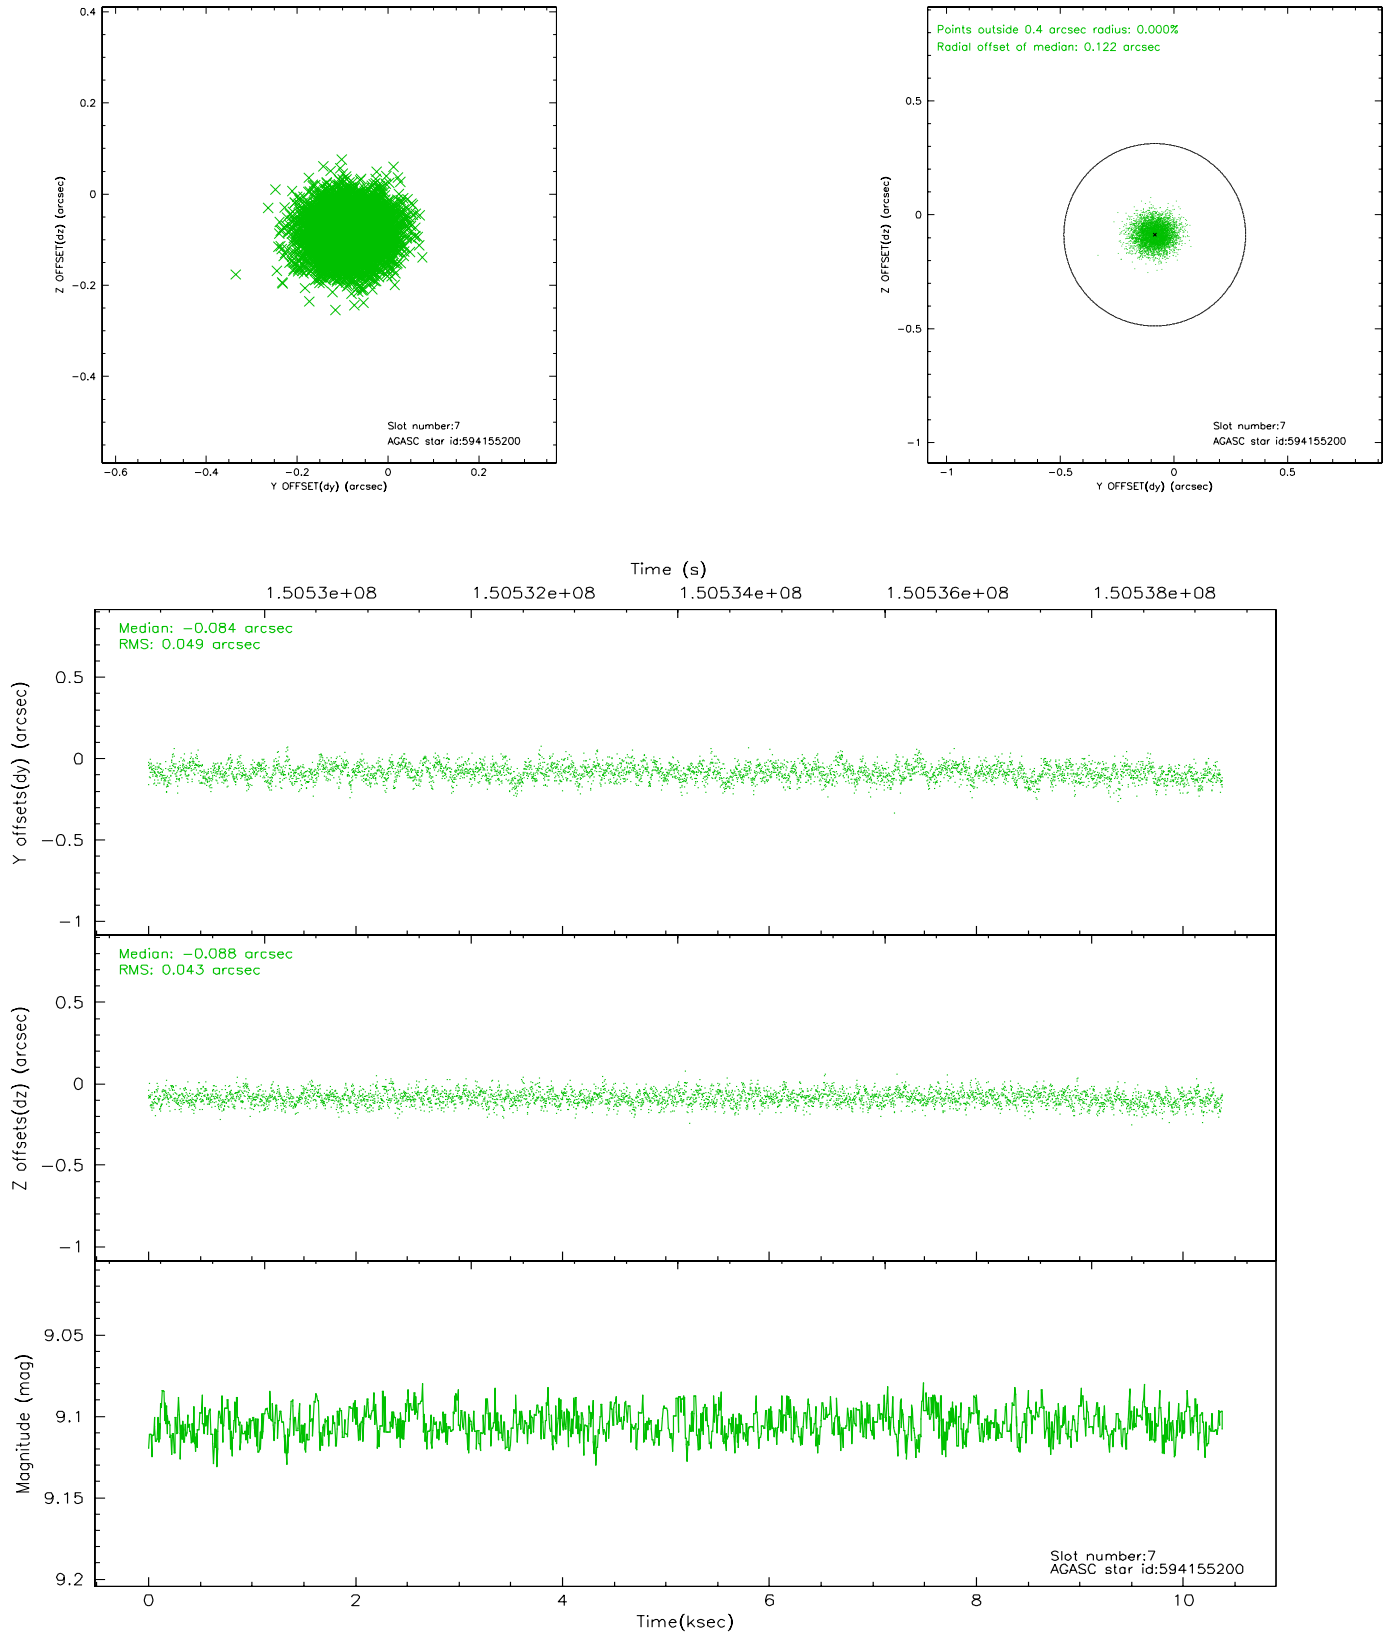 0.4
0.2
0
−0.2
−0.4
Z OFFSET(dz) (arcsec)
Slot number:7
AGASC star id:594155200
−0.6
−0.4
−0.2
0
0.2
Y OFFSET(dy) (arcsec)
Points outside 0.4 arcsec radius: 0.000%
Radial offset of median: 0.122 arcsec
0.5
0
−0.5
−1
Z OFFSET(dz) (arcsec)
Slot number:7
AGASC star id:594155200
−1
−0.5
0
0.5
Y OFFSET(dy) (arcsec)
Time (s)
1.5053e+08
1.50532e+08
1.50534e+08
1.50536e+08
1.50538e+08
Median: −0.084 arcsec
RMS: 0.049 arcsec
0.5
0
−0.5
−1
Y offsets(dy) (arcsec)
Median: −0.088 arcsec
RMS: 0.043 arcsec
0.5
0
−0.5
−1
Z offsets(dz) (arcsec)
9.05
9.1
9.15
9.2
Magnitude (mag)
Slot number:7
AGASC star id:594155200
0
2
4
6
8
10
Time(ksec)